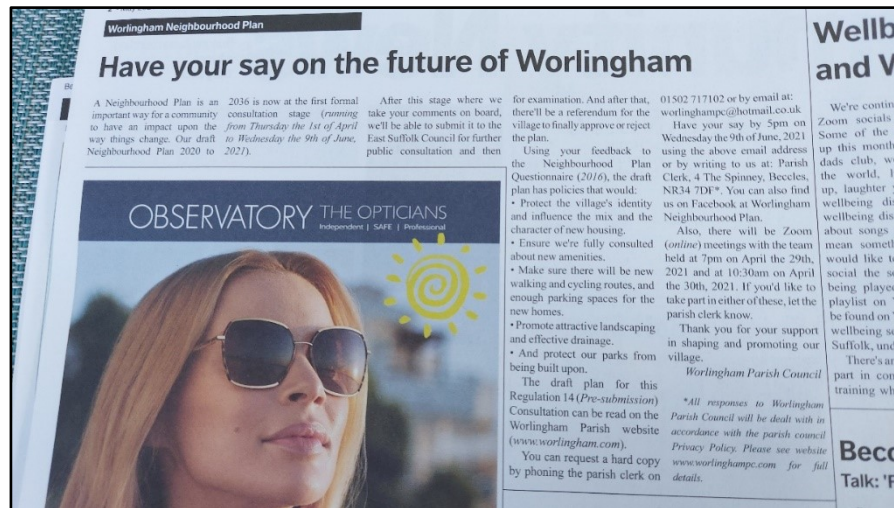 Worlingham Neighbourhood Plan
Have your say on the future of Worlingham
A Neighbourhood Plan is an
important way for a community
to have an impact upon the
way things change. Our draft
Neighbourhood Plan 2020 to
2036 is now at the first formal
consultation stage (running
from Thursday the 1st of April
to Wednesday the 9th of June,
2021).
After this stage where we
take your comments on board,
we'll be able to submit it to the
East Suffolk Council for further
public consultation and then
for examination. And after that,
there'll be a referendum for the
village to finally approve or reject
the plan.
Using your feedback to
the Neighbourhood Plan
Questionnaire (2016), the draft
plan has policies that would:
• Protect the village's identity
and influence the mix and the
character of new housing.
• Ensure we're fully consulted
about new amenities.
• Make sure there will be new
walking and cycling routes, and
enough parking spaces for the
new homes.
• Promote attractive landscaping
and effective drainage.
• And protect our parks from
being built upon.
The draft plan for this
Regulation 14 (Pre-submission)
Consultation can be read on the
Worlingham Parish website
(www.worlingham.com).
You can request a hard copy
by phoning the parish clerk on
01502 717102 or by email at:
worlinghampc@hotmail.co.uk
Have your say by 5pm on
Wednesday the 9th of June, 2021
using the above email address
or by writing to us at: Parish
Clerk, 4 The Spinney, Beccles,
NR34 7DF*. You can also find
us on Facebook at Worlingham
Neighbourhood Plan.
Also, there will be Zoom
(online) meetings with the team
held at 7pm on April the 29th,
2021 and at 10:30am on April
the 30th, 2021. If you'd like to
take part in either of these, let the
parish clerk know.
Thank you for your support
in shaping and promoting our
village.
Worlingham Parish Council
*All responses to Worlingham
Parish Council will be dealt with in
accordance with the parish council
Privacy Policy. Please see website
www.worlinghampc.com for full
details.
OBSERVATORY THE OPTICIANS
Independent | SAFE | Professional
Wellb
and V
We're contin
Zoom socials
Some of the
up this month
dads club, w
the world, l
up, laughter
wellbeing dis
wellbeing dis
about songs
mean someth
would like to
social the so
being playe
playlist on
be found on
wellbeing se
Suffolk, und
There's an
part in con
training wh
Becc
Talk: 'F